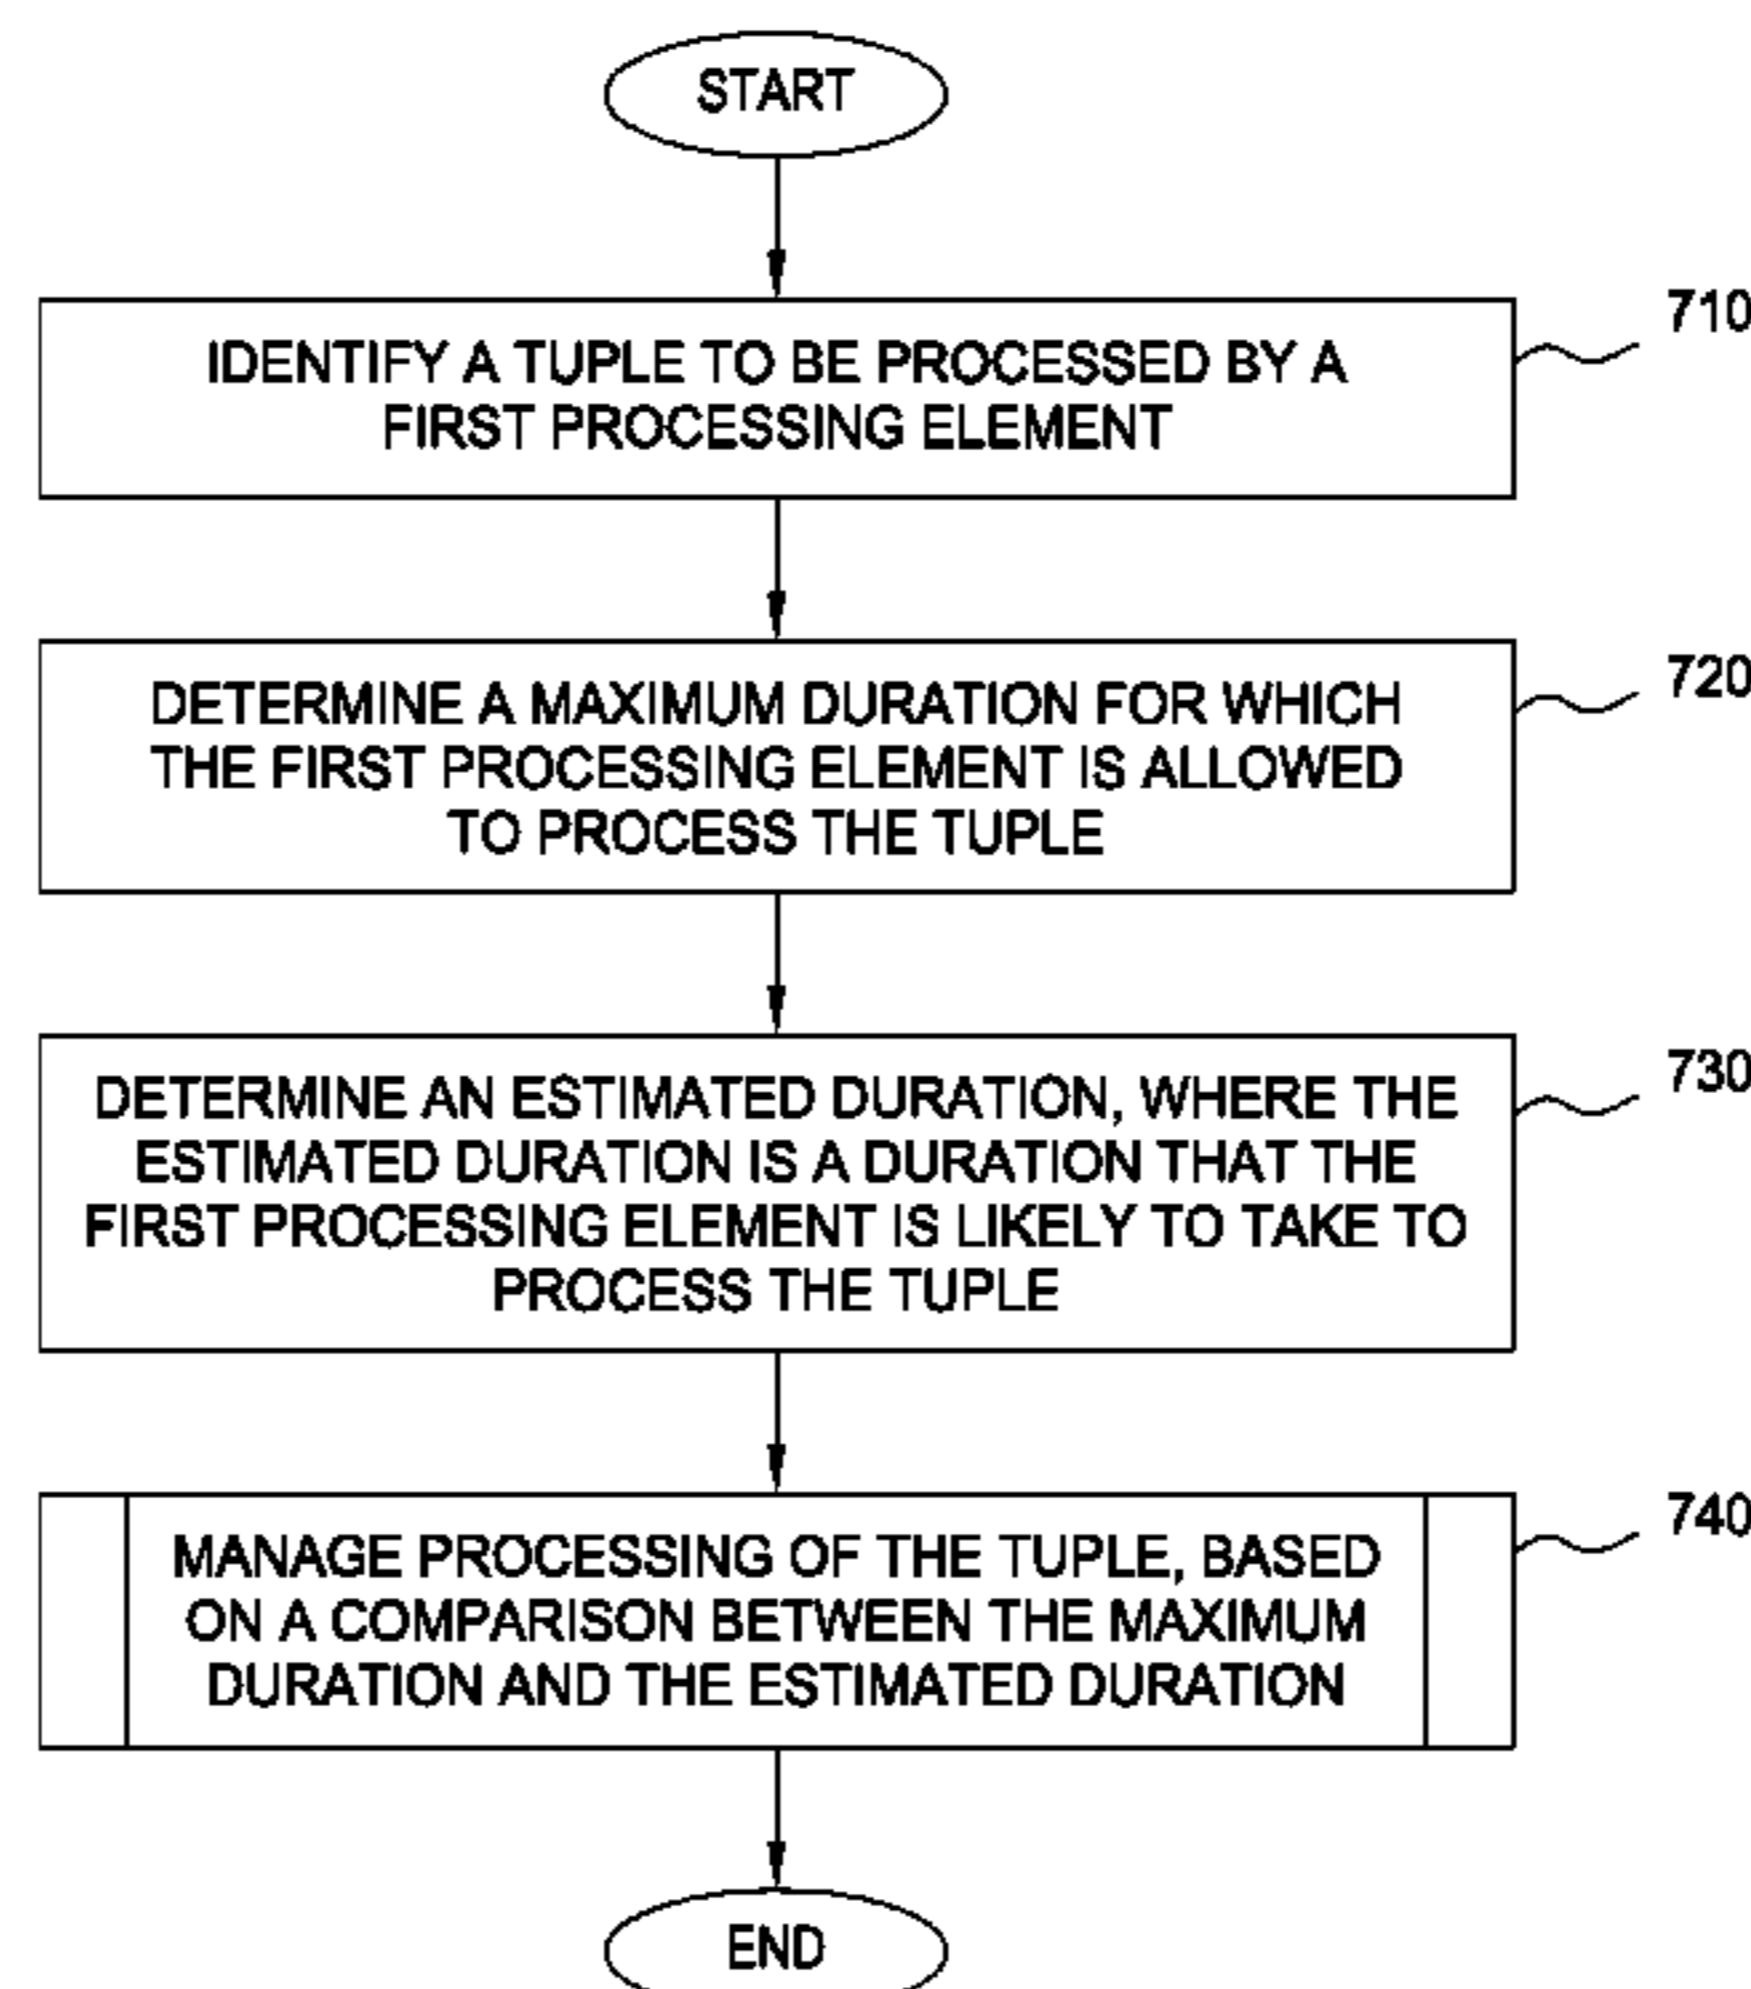 START
710
IDENTIFY A TUPLE TO BE PROCESSED BY A
FIRST PROCESSING ELEMENT
720
DETERMINE A MAXIMUM DURATION FOR WHICH
THE FIRST PROCESSING ELEMENT IS ALLOWED
TO PROCESS THE TUPLE
730
DETERMINE AN ESTIMATED DURATION, WHERE THE
ESTIMATED DURATION IS A DURATION THAT THE
FIRST PROCESSING ELEMENT IS LIKELY TO TAKE TO
PROCESS THE TUPLE
740
MANAGE PROCESSING OF THE TUPLE, BASED
ON A COMPARISON BETWEEN THE MAXIMUM
DURATION AND THE ESTIMATED DURATION
END